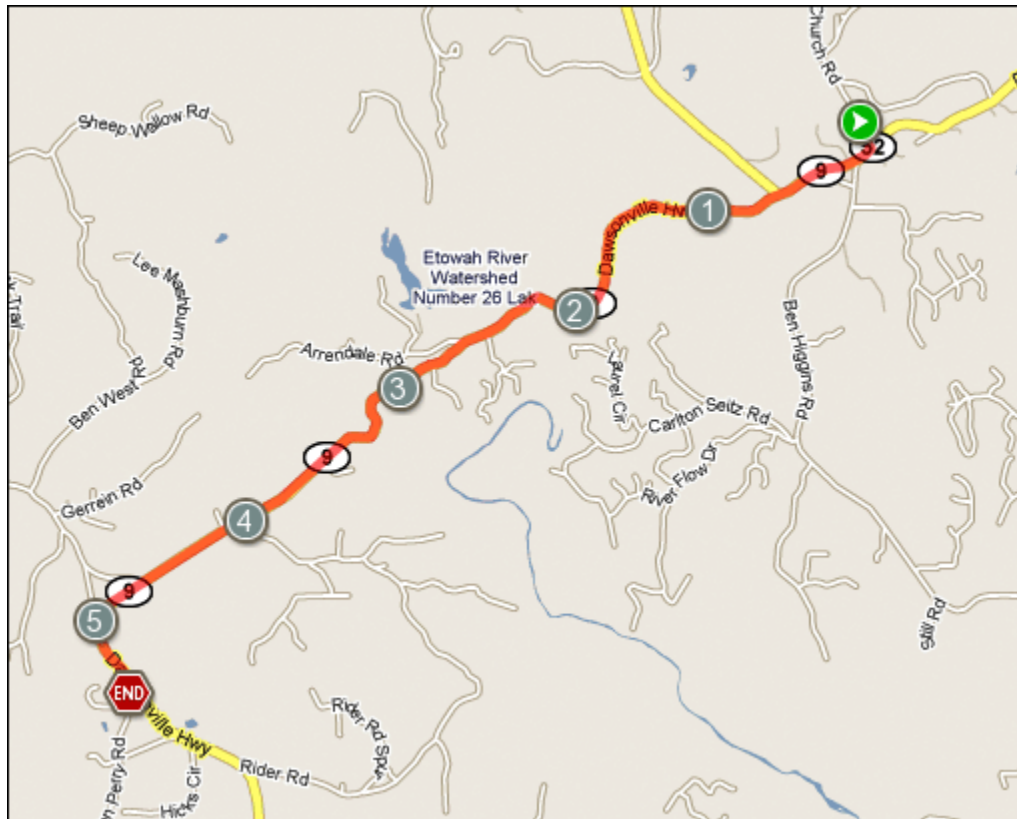 Church Rd
Sheep Wallow Rd
52
9
1
Dawsonville Hw
Etowah River
Watershed
Number 26 Lak
2
Lee Mashburn Rd
Trail
Ben Higgins Rd
Arrendale Rd
3
Laurel Cir
Ben West Rd
Carlton Seitz Rd
9
River Flow Dr
Gerrein Rd
4
9
Still Rd
5
END
ville Hwy
Rider Rd Spur
Rider Rd
n Perry Rd
Hicks Cir